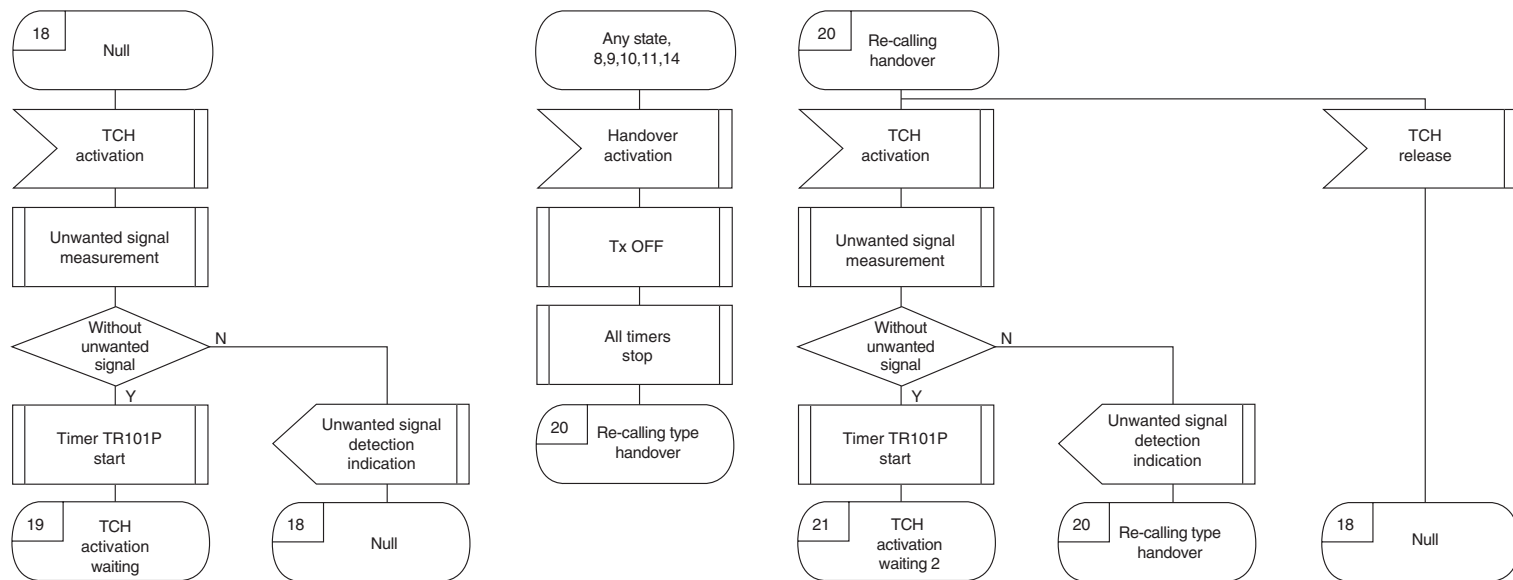 18
Null
TCH
activation
Unwanted signal
measurement
Without
unwanted
signal
N
Y
Timer TR101P
start
Unwanted signal
detection
indication
19
TCH
activation
waiting
18
Null
Any state,
8,9,10,11,14
Handover
activation
Tx OFF
All timers
stop
20
Re-calling type
handover
20
Re-calling
handover
TCH
activation
TCH
release
Unwanted signal
measurement
Without
unwanted
signal
N
Y
Timer TR101P
start
Unwanted signal
detection
indication
21
TCH
activation
waiting 2
20
Re-calling type
handover
18
Null